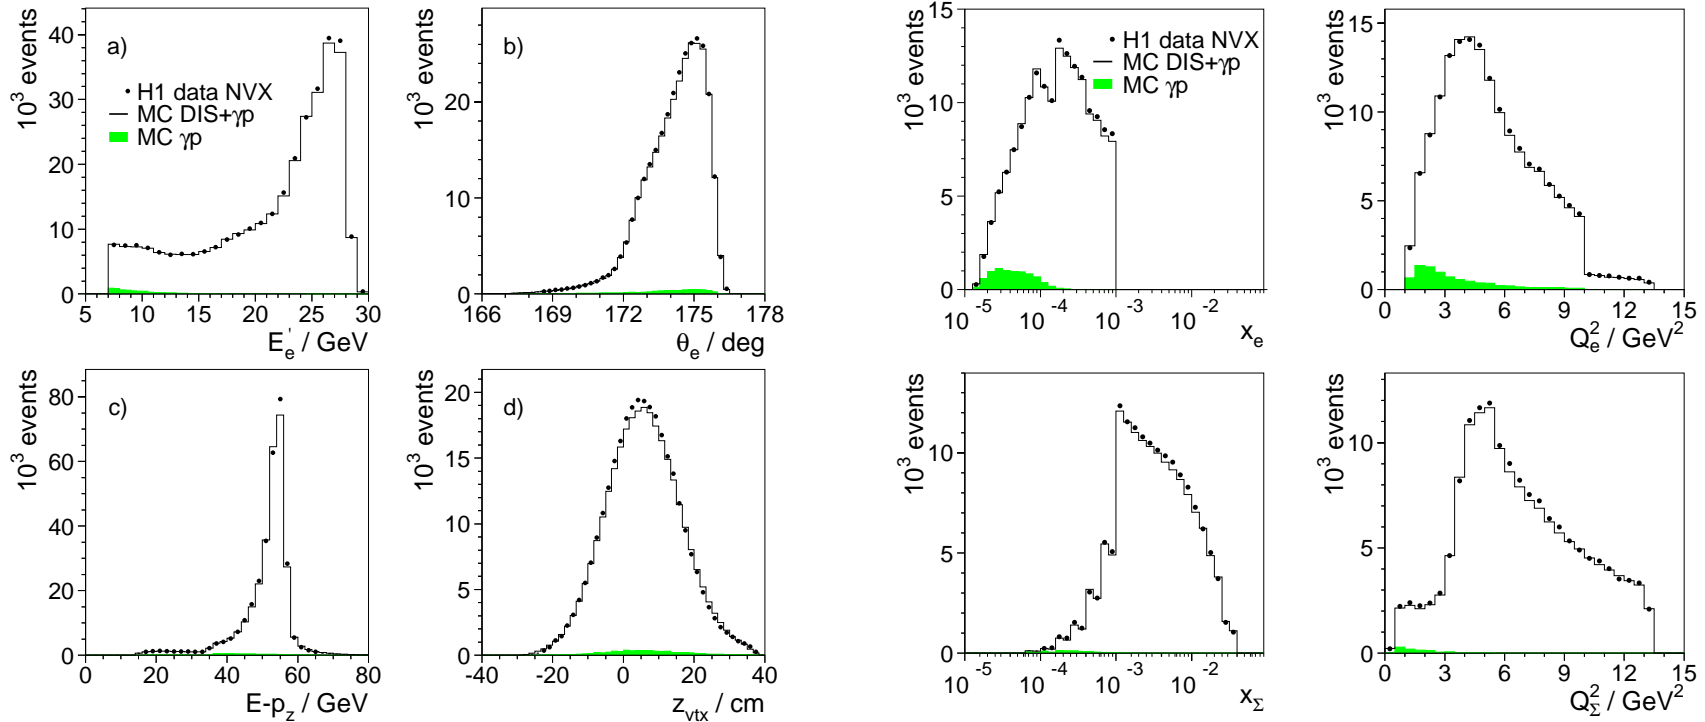 10³ events
40
30
20
10
0
a)
H1 data NVX
MC DIS+γp
MC γp
5 10 15 20 25 30
E'ₑ / GeV
10³ events
20
10
0
b)
166 169 172 175 178
θₑ / deg
10³ events
15
10
5
0
H1 data NVX
MC DIS+γp
MC γp
10⁻⁵ 10⁻⁴ 10⁻³ 10⁻²
xₑ
10³ events
15
10
5
0
0 3 6 9 12 15
Q²ₑ / GeV²
10³ events
80
60
40
20
0
c)
0 20 40 60 80
E-p_z / GeV
10³ events
20
15
10
5
0
d)
-40 -20 0 20 40
z_vtx / cm
10³ events
10
5
0
10⁻⁵ 10⁻⁴ 10⁻³ 10⁻²
x_Σ
10³ events
10
5
0
0 3 6 9 12 15
Q²_Σ / GeV²